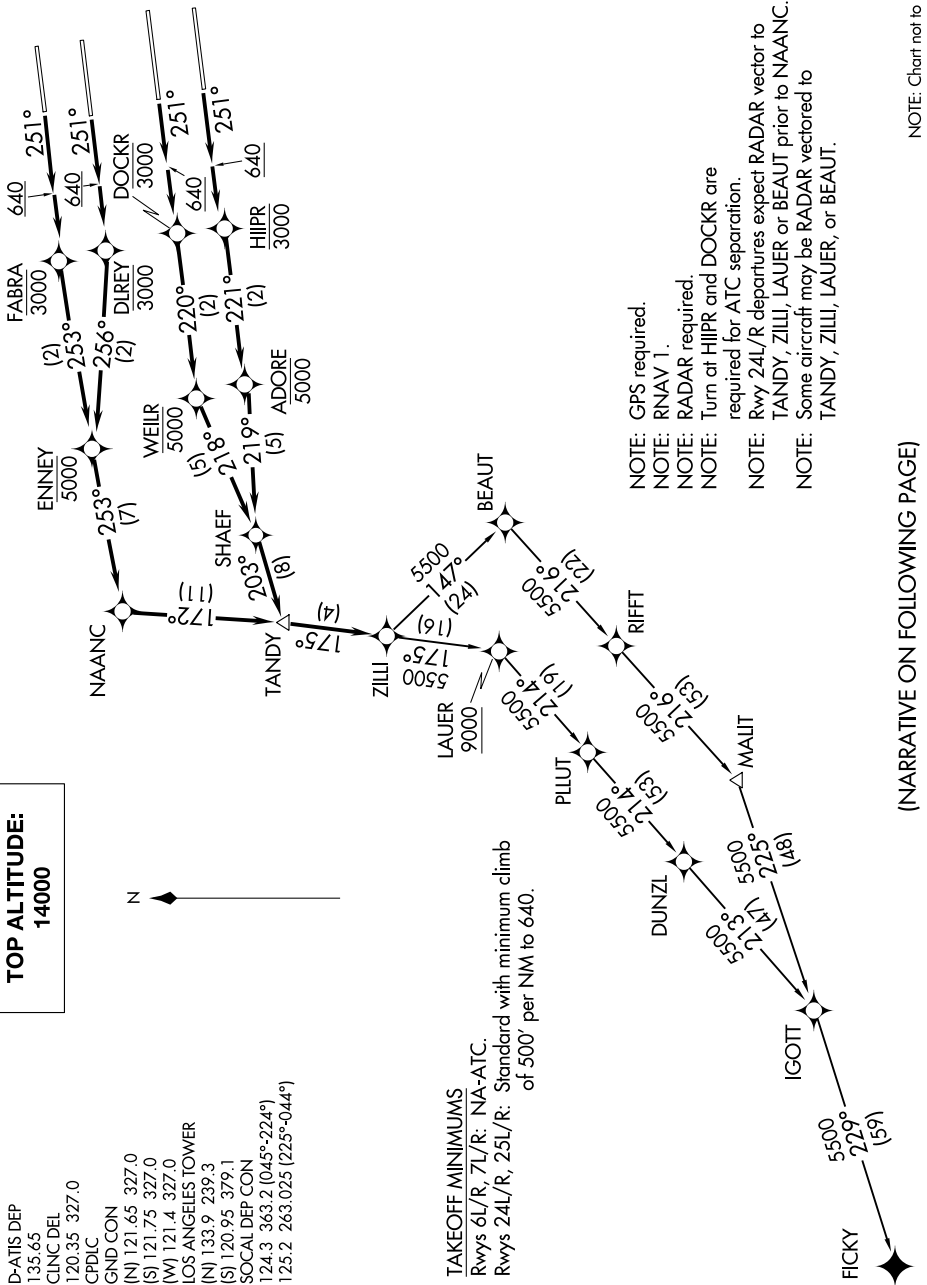 TOP ALTITUDE:
14000
D-ATIS DEP
135.65
CLNC DEL
120.35 327.0
CPDLC
GND CON
(N) 121.65 327.0
(S) 121.75 327.0
(W) 121.4 327.0
LOS ANGELES TOWER
(N) 133.9 239.3
(S) 120.95 379.1
SOCAL DEP CON
124.3 363.2 (045°-224°)
125.2 263.025 (225°-044°)
N
251°
640
FABRA
3000
251°
640
DLREY
3000
251°
640
DOCKR
3000
251°
640
HIIPR
3000
(2)
253°
256°
(2)
ENNEY
5000
253°
(7)
NAANC
172°
(11)
220°
(2)
WEILR
5000
(5)
218°
221°
(2)
ADORE
5000
219°
(5)
SHAEF
203°
(8)
TANDY
175°
(4)
ZILLI
5500
147°
(24)
BEAUT
5500
175°
(16)
LAUER
9000
5500
214°
(19)
PLLUT
5500
214°
(53)
DUNZL
5500
213°
(47)
5500
216°
(22)
RIFFT
5500
216°
(53)
MALIT
5500
225°
(48)
IGOTT
5500
229°
(59)
FICKY
TAKEOFF MINIMUMS
Rwys 6L/R, 7L/R: NA-ATC.
Rwys 24L/R, 25L/R: Standard with minimum climb
of 500' per NM to 640.
NOTE: GPS required.
NOTE: RNAV 1.
NOTE: RADAR required.
NOTE: Turn at HIIPR and DOCKR are
required for ATC separation.
NOTE: Rwy 24L/R departures expect RADAR vector to
TANDY, ZILLI, LAUER or BEAUT prior to NAANC.
NOTE: Some aircraft may be RADAR vectored to
TANDY, ZILLI, LAUER, or BEAUT.
(NARRATIVE ON FOLLOWING PAGE)
NOTE: Chart not to